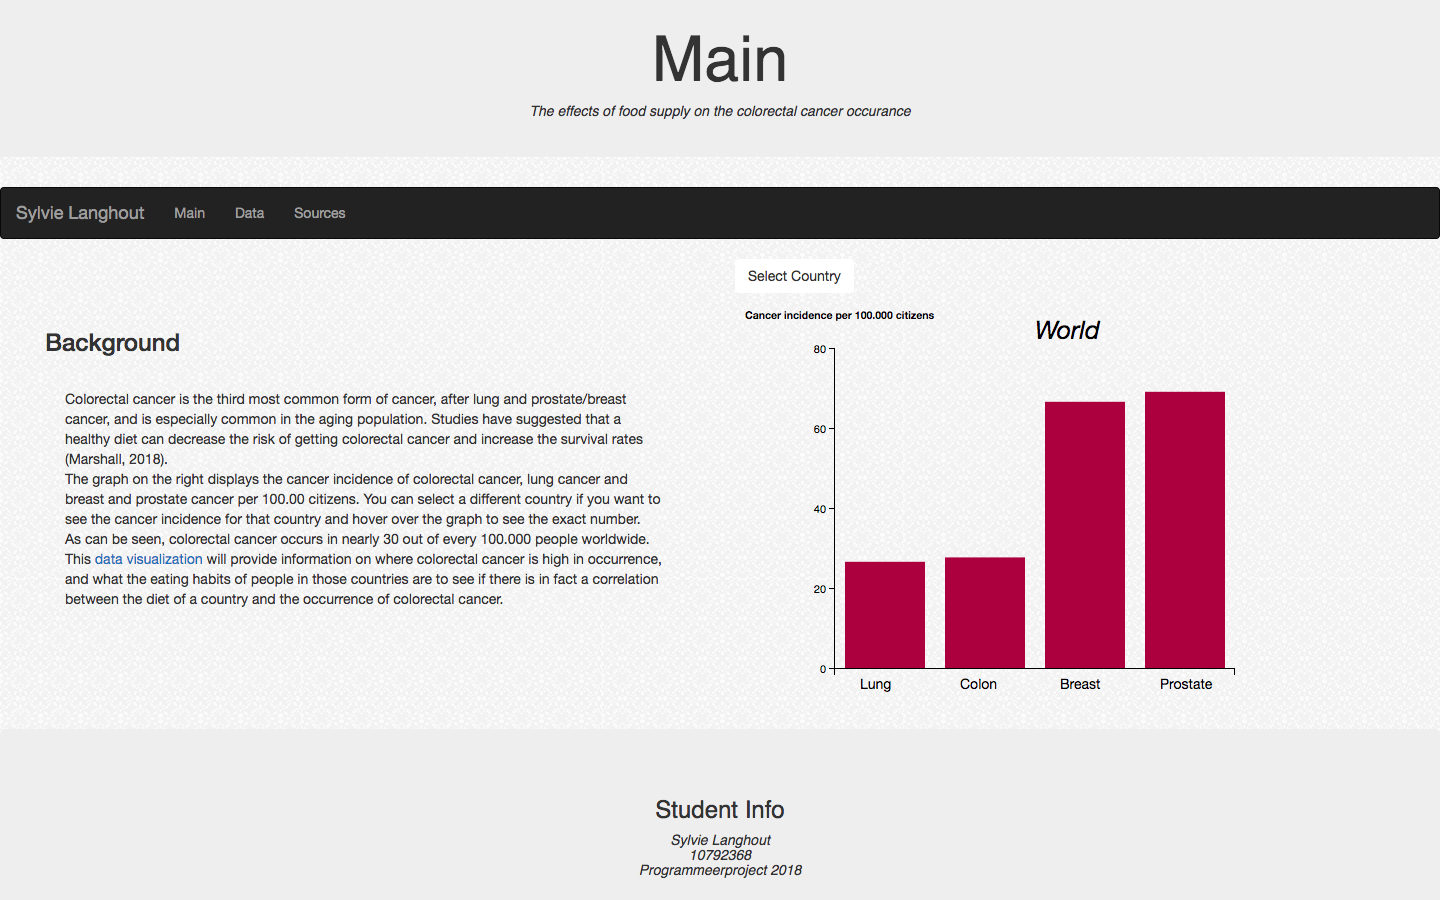 Main
The effects of food supply on the colorectal cancer occurance
Sylvie Langhout Main Data Sources
Select Country
Background
Colorectal cancer is the third most common form of cancer, after lung and prostate/breast
cancer, and is especially common in the aging population. Studies have suggested that a
healthy diet can decrease the risk of getting colorectal cancer and increase the survival rates
(Marshall, 2018).
The graph on the right displays the cancer incidence of colorectal cancer, lung cancer and
breast and prostate cancer per 100.00 citizens. You can select a different country if you want to
see the cancer incidence for that country and hover over the graph to see the exact number.
As can be seen, colorectal cancer occurs in nearly 30 out of every 100.000 people worldwide.
This data visualization will provide information on where colorectal cancer is high in occurrence,
and what the eating habits of people in those countries are to see if there is in fact a correlation
between the diet of a country and the occurrence of colorectal cancer.
Cancer incidence per 100.000 citizens
World
80
60
40
20
0
Lung Colon Breast Prostate
Student Info
Sylvie Langhout
10792368
Programmeerproject 2018